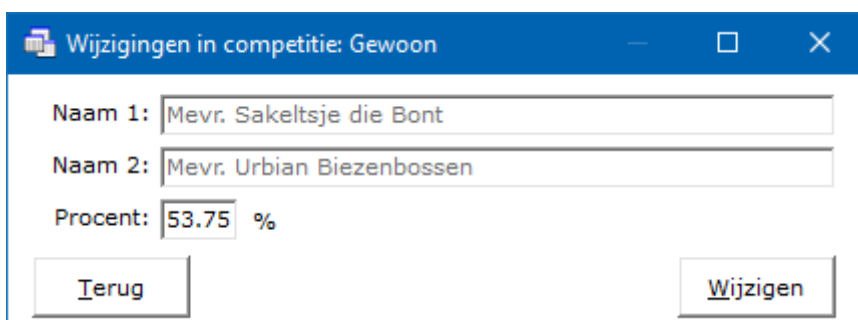 Wijzigingen in competitie: Gewoon
Naam 1: Mevr. Sakeltsje die Bont
Naam 2: Mevr. Urbian Biezenbossen
Procent: 53.75 %
Terug Wijzigen